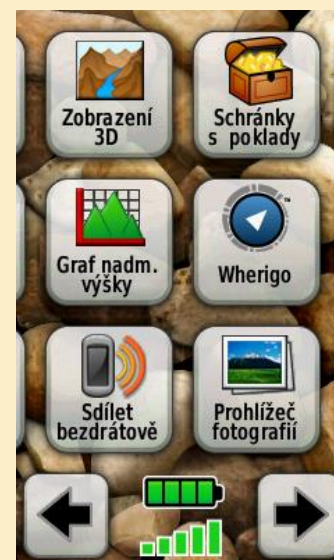 Zobrazení
3D
Schránky
s poklady
Graf nadm.
výšky
Wherigo
Sdílet
bezdrátově
Prohlížeč
fotografií